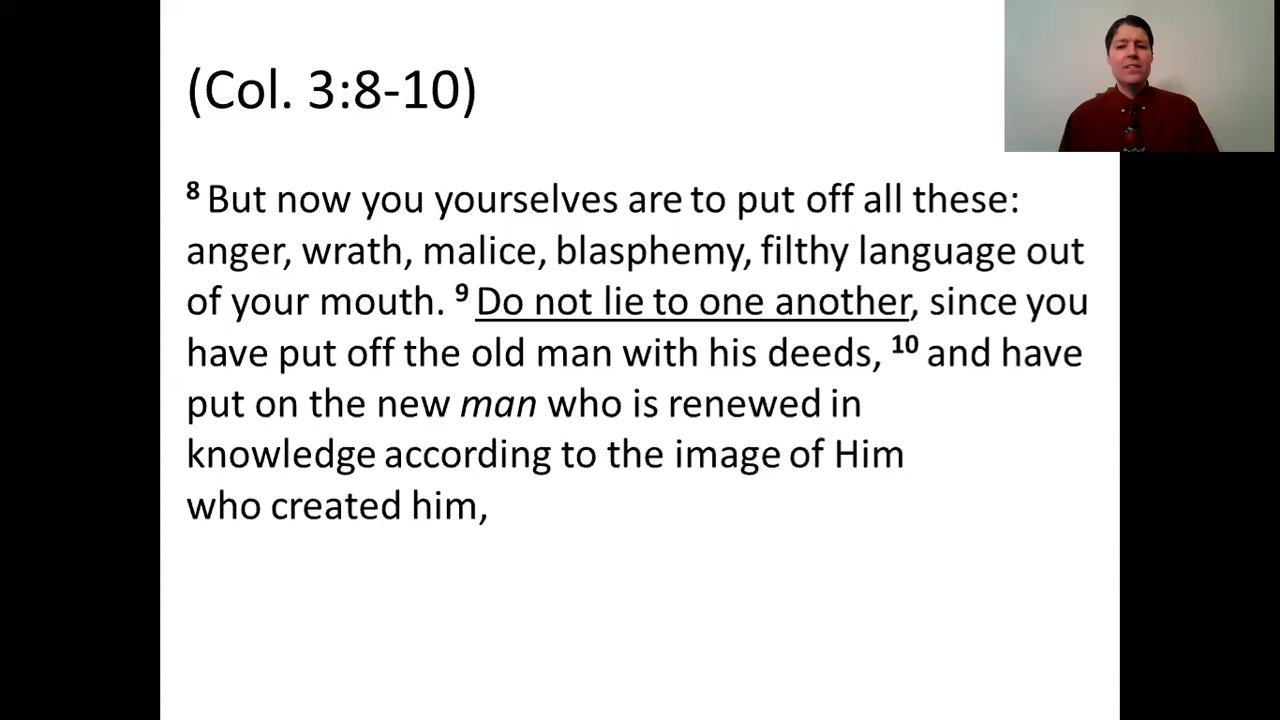 (Col. 3:8-10)
8 But now you yourselves are to put off all these:
anger, wrath, malice, blasphemy, filthy language out
of your mouth. 9 Do not lie to one another, since you
have put off the old man with his deeds, 10 and have
put on the new man who is renewed in
knowledge according to the image of Him
who created him,